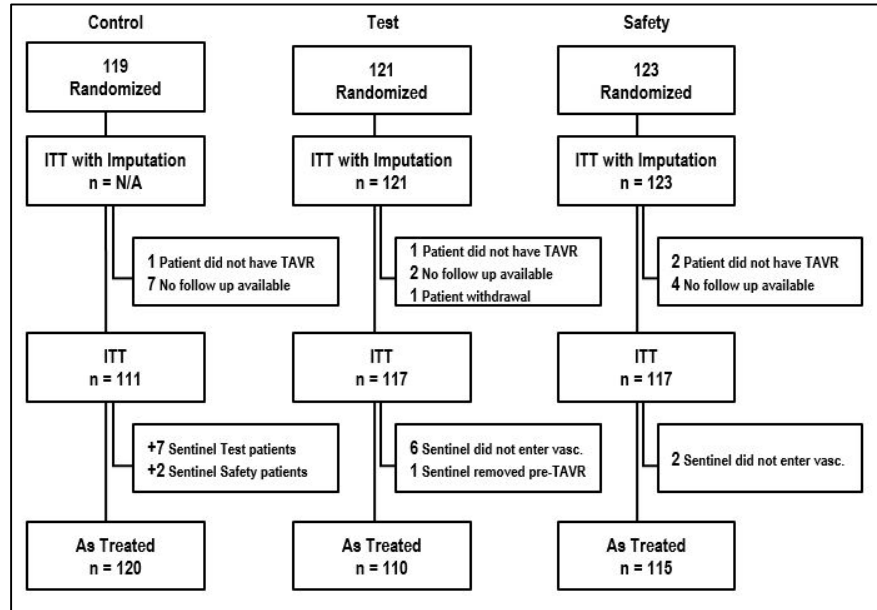 Control
119
Randomized
ITT with Imputation
n = N/A
1 Patient did not have TAVR
7 No follow up available
ITT
n = 111
+7 Sentinel Test patients
+2 Sentinel Safety patients
As Treated
n = 120
Test
121
Randomized
ITT with Imputation
n = 121
1 Patient did not have TAVR
2 No follow up available
1 Patient withdrawal
ITT
n = 117
6 Sentinel did not enter vasc.
1 Sentinel removed pre-TAVR
As Treated
n = 110
Safety
123
Randomized
ITT with Imputation
n = 123
2 Patient did not have TAVR
4 No follow up available
ITT
n = 117
2 Sentinel did not enter vasc.
As Treated
n = 115